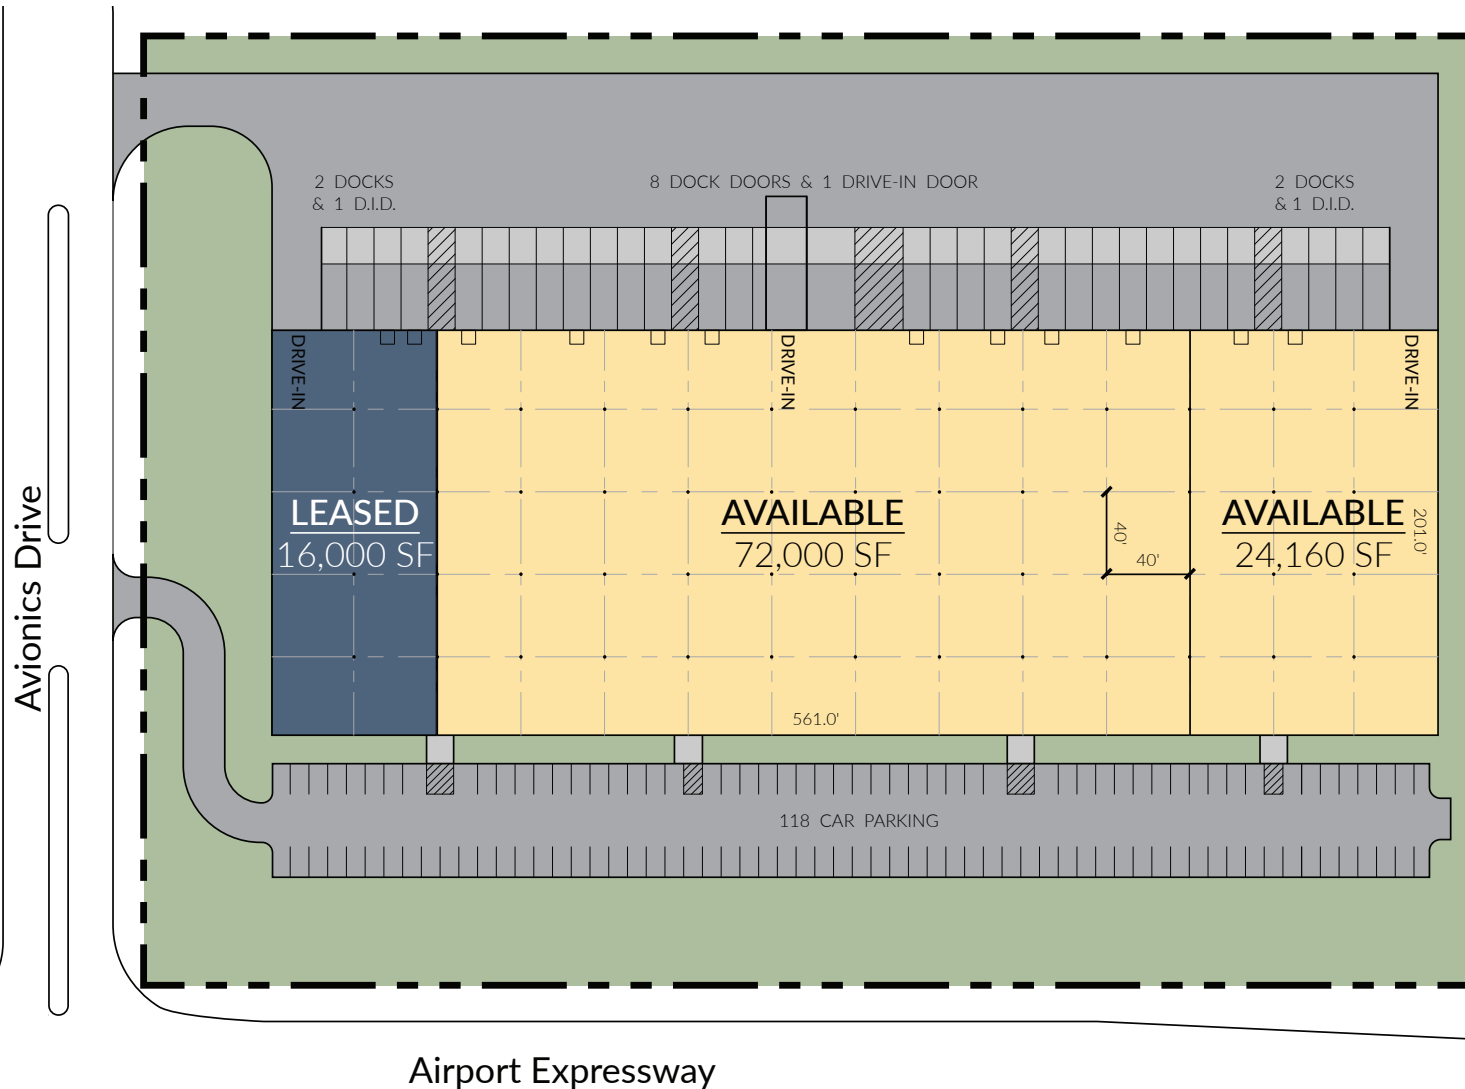 2 DOCKS
& 1 D.I.D.
8 DOCK DOORS & 1 DRIVE-IN DOOR
2 DOCKS
& 1 D.I.D.
DRIVE-IN
DRIVE-IN
DRIVE-IN
LEASED
16,000 SF
AVAILABLE
72,000 SF
40'
40'
AVAILABLE
24,160 SF
201.0'
561.0'
118 CAR PARKING
Avionics Drive
Airport Expressway